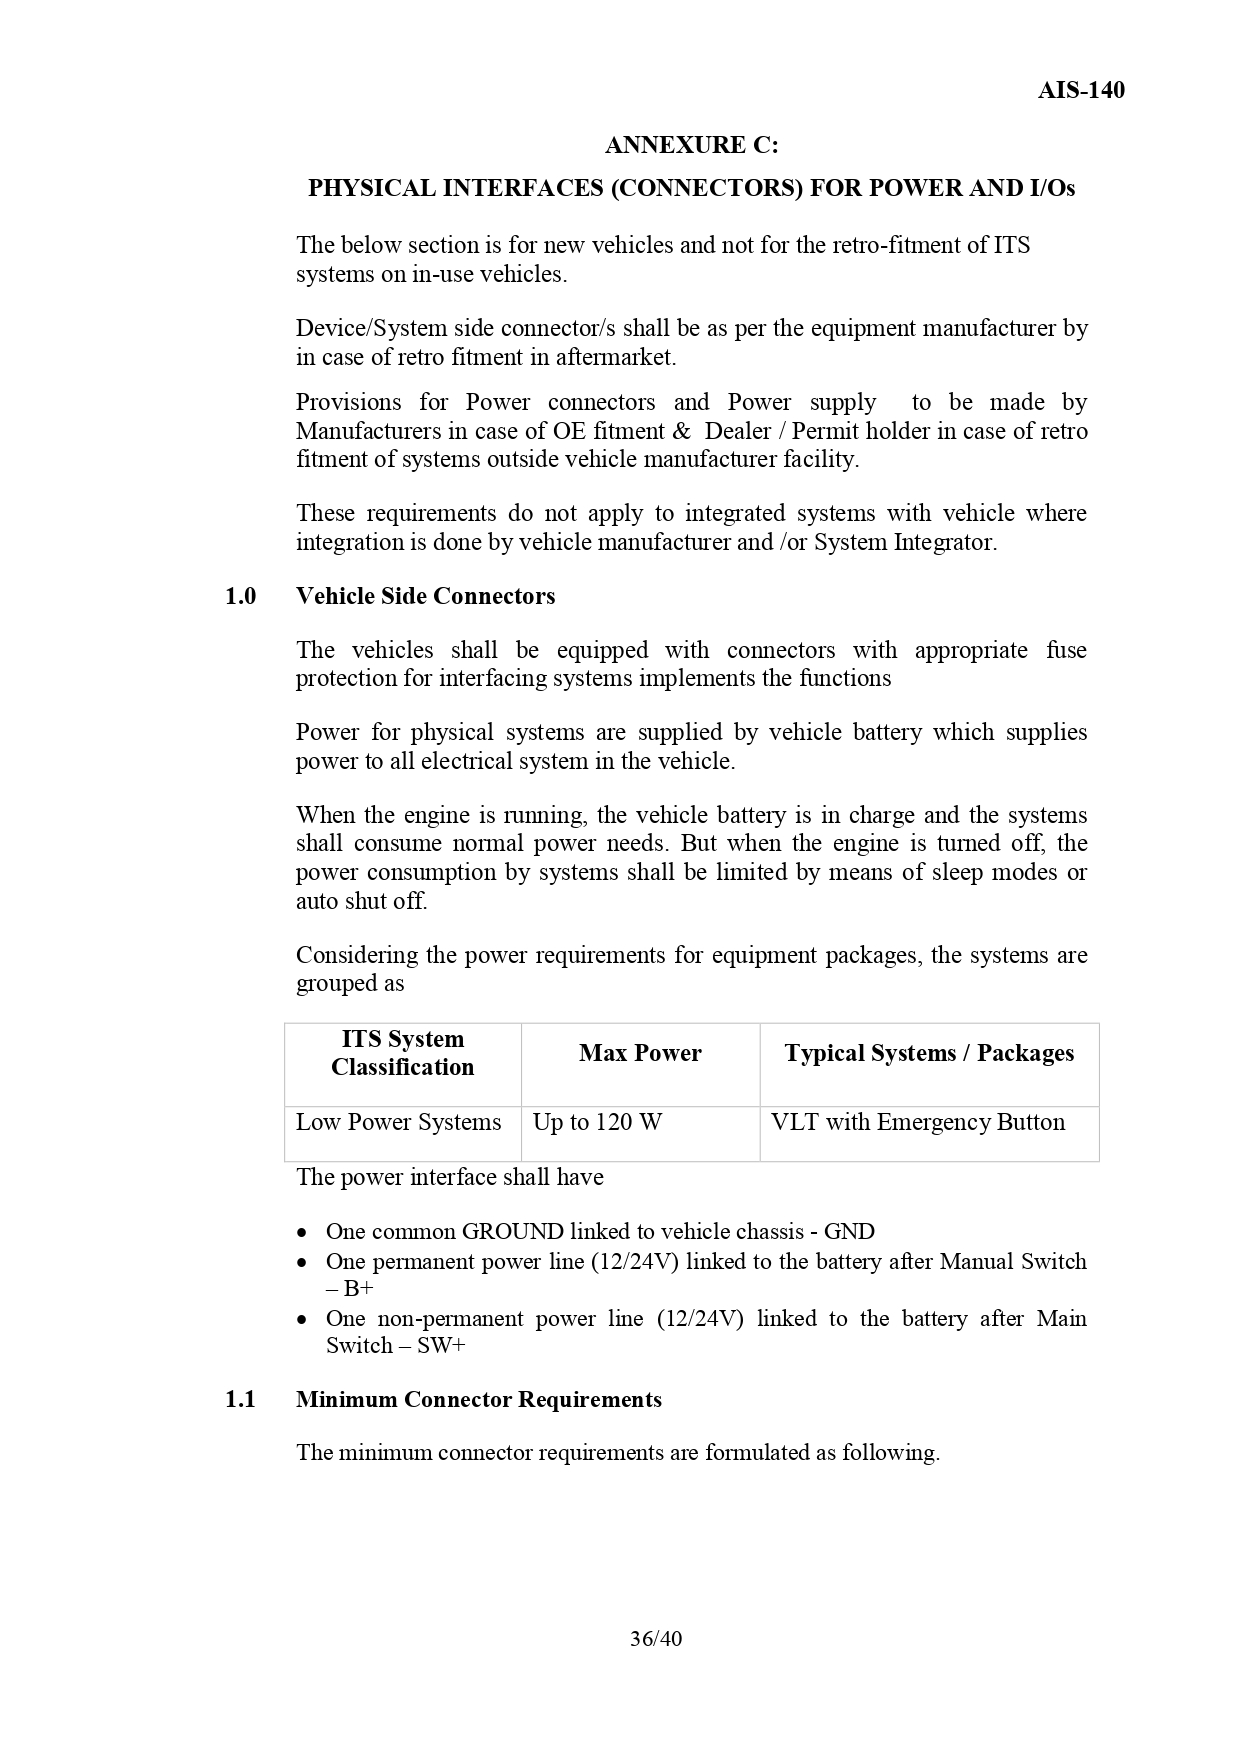 AIS-140
ANNEXURE C:
PHYSICAL INTERFACES (CONNECTORS) FOR POWER AND I/Os
The below section is for new vehicles and not for the retro-fitment of ITS
systems on in-use vehicles.
Device/System side connector/s shall be as per the equipment manufacturer by
in case of retro fitment in aftermarket.
Provisions for Power connectors and Power supply to be made by
Manufacturers in case of OE fitment & Dealer / Permit holder in case of retro
fitment of systems outside vehicle manufacturer facility.
These requirements do not apply to integrated systems with vehicle where
integration is done by vehicle manufacturer and /or System Integrator.
1.0 Vehicle Side Connectors
The vehicles shall be equipped with connectors with appropriate fuse
protection for interfacing systems implements the functions
Power for physical systems are supplied by vehicle battery which supplies
power to all electrical system in the vehicle.
When the engine is running, the vehicle battery is in charge and the systems
shall consume normal power needs. But when the engine is turned off, the
power consumption by systems shall be limited by means of sleep modes or
auto shut off.
Considering the power requirements for equipment packages, the systems are
grouped as
ITS System
Classification
Max Power
Typical Systems / Packages
Low Power Systems
Up to 120 W
VLT with Emergency Button
The power interface shall have
• One common GROUND linked to vehicle chassis - GND
• One permanent power line (12/24V) linked to the battery after Manual Switch
– B+
• One non-permanent power line (12/24V) linked to the battery after Main
Switch – SW+
1.1 Minimum Connector Requirements
The minimum connector requirements are formulated as following.
36/40